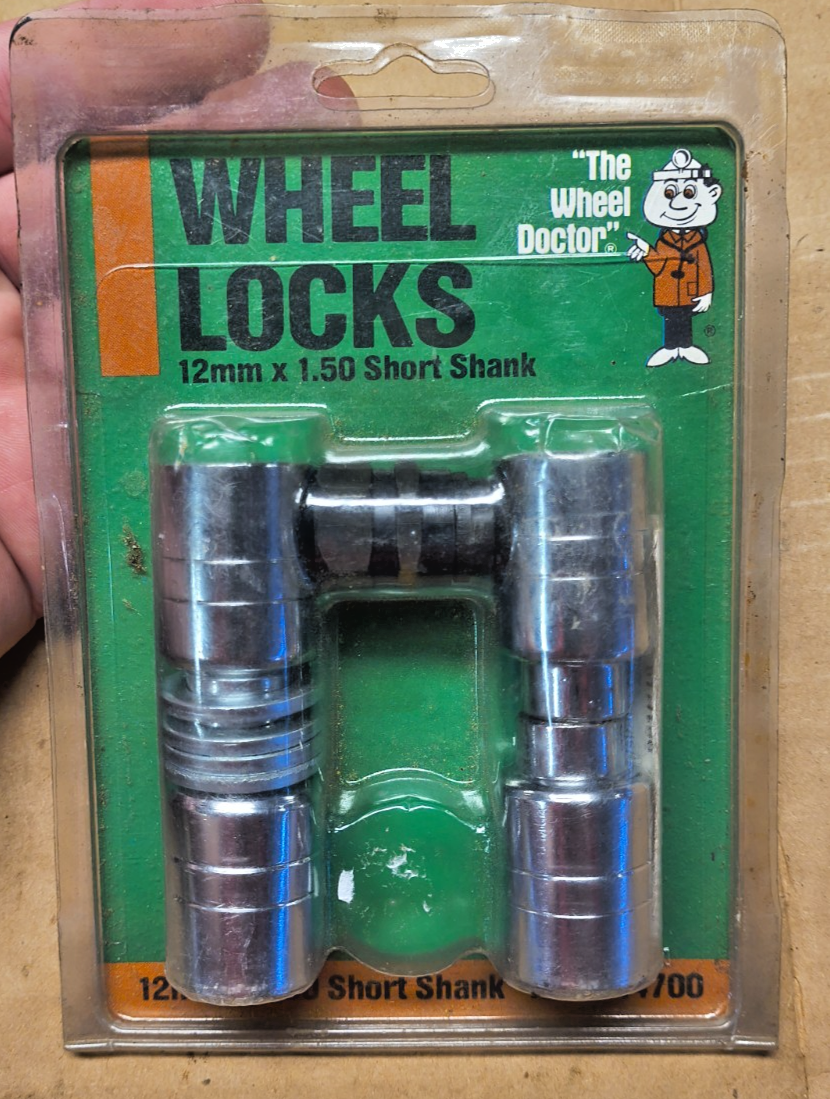 WHEEL
LOCKS
12mm x 1.50 Short Shank
"The
Wheel
Doctor"®
®
Short Shank